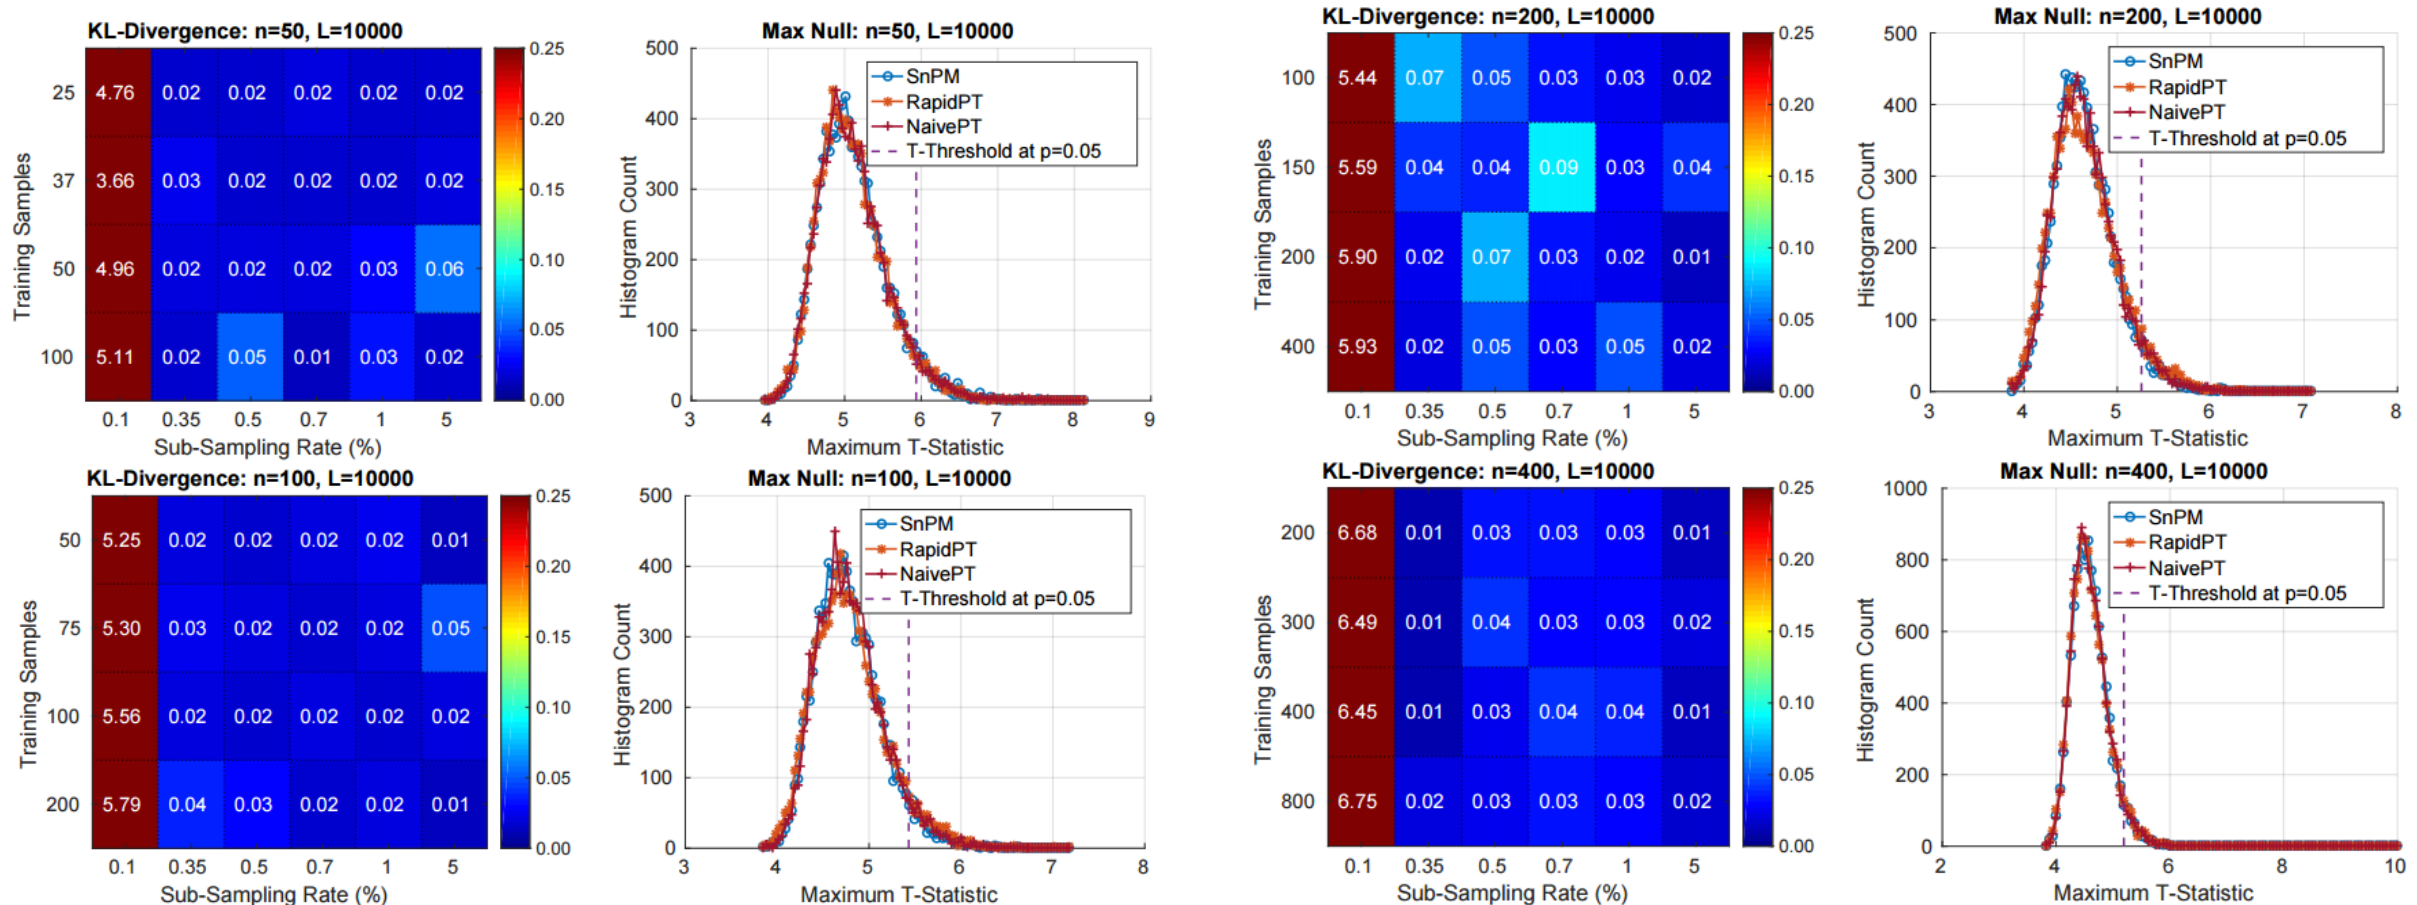 KL-Divergence: n=50, L=10000
Training Samples
25 4.76 0.02 0.02 0.02 0.02 0.02
37 3.66 0.03 0.02 0.02 0.02 0.02
50 4.96 0.02 0.02 0.02 0.03 0.06
100 5.11 0.02 0.05 0.01 0.03 0.02
0.1 0.35 0.5 0.7 1 5
Sub-Sampling Rate (%)
0.25
0.20
0.15
0.10
0.05
0.00
Max Null: n=50, L=10000
Histogram Count
500
400
300
200
100
0
SnPM
RapidPT
NaivePT
T-Threshold at p=0.05
3 4 5 6 7 8 9
Maximum T-Statistic
KL-Divergence: n=200, L=10000
Training Samples
100 5.44 0.07 0.05 0.03 0.03 0.02
150 5.59 0.04 0.04 0.09 0.03 0.04
200 5.90 0.02 0.07 0.03 0.02 0.01
400 5.93 0.02 0.05 0.03 0.05 0.02
0.1 0.35 0.5 0.7 1 5
Sub-Sampling Rate (%)
0.25
0.20
0.15
0.10
0.05
0.00
Max Null: n=200, L=10000
Histogram Count
500
400
300
200
100
0
SnPM
RapidPT
NaivePT
T-Threshold at p=0.05
3 4 5 6 7 8
Maximum T-Statistic
KL-Divergence: n=100, L=10000
Training Samples
50 5.25 0.02 0.02 0.02 0.02 0.01
75 5.30 0.03 0.02 0.02 0.02 0.05
100 5.56 0.02 0.02 0.02 0.02 0.02
200 5.79 0.04 0.03 0.02 0.02 0.01
0.1 0.35 0.5 0.7 1 5
Sub-Sampling Rate (%)
0.25
0.20
0.15
0.10
0.05
0.00
Max Null: n=100, L=10000
Histogram Count
500
400
300
200
100
0
SnPM
RapidPT
NaivePT
T-Threshold at p=0.05
3 4 5 6 7 8
Maximum T-Statistic
KL-Divergence: n=400, L=10000
Training Samples
200 6.68 0.01 0.03 0.03 0.03 0.01
300 6.49 0.01 0.04 0.03 0.03 0.02
400 6.45 0.01 0.03 0.04 0.04 0.01
800 6.75 0.02 0.03 0.03 0.03 0.02
0.1 0.35 0.5 0.7 1 5
Sub-Sampling Rate (%)
0.25
0.20
0.15
0.10
0.05
0.00
Max Null: n=400, L=10000
Histogram Count
1000
800
600
400
200
0
SnPM
RapidPT
NaivePT
T-Threshold at p=0.05
2 4 6 8 10
Maximum T-Statistic